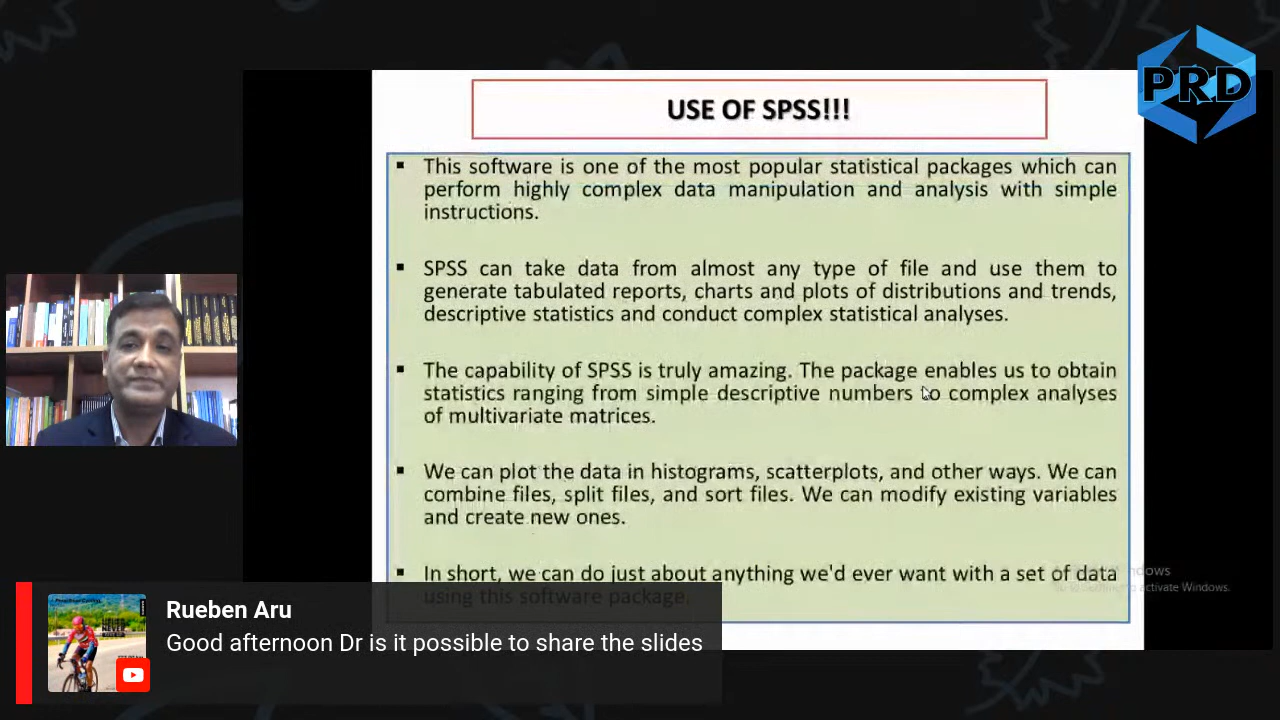 PRD
USE OF SPSS!!!
▪ This software is one of the most popular statistical packages which can
perform highly complex data manipulation and analysis with simple
instructions.
▪ SPSS can take data from almost any type of file and use them to
generate tabulated reports, charts and plots of distributions and trends,
descriptive statistics and conduct complex statistical analyses.
▪ The capability of SPSS is truly amazing. The package enables us to obtain
statistics ranging from simple descriptive numbers to complex analyses
of multivariate matrices.
▪ We can plot the data in histograms, scatterplots, and other ways. We can
combine files, split files, and sort files. We can modify existing variables
and create new ones.
▪ In short, we can do just about anything we'd ever want with a set of data
using this software package.
activate Windows.
Rueben Aru
Good afternoon Dr is it possible to share the slides